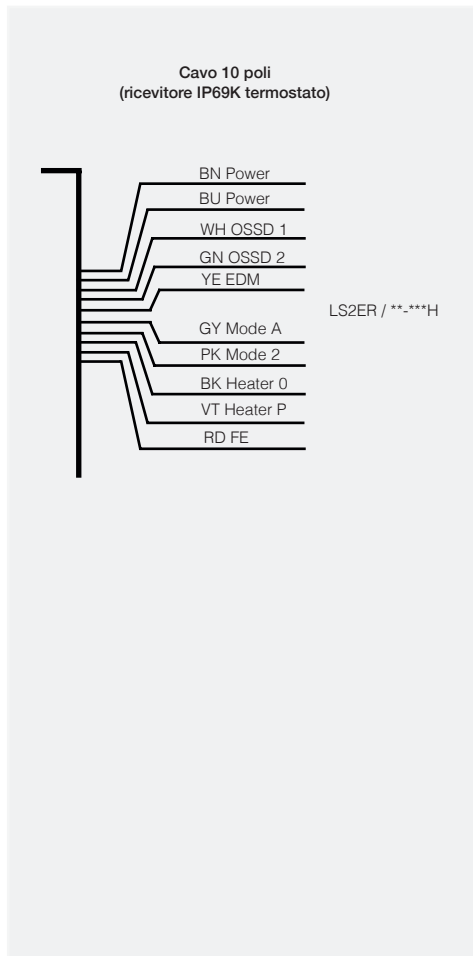 Cavo 10 poli
(ricevitore IP69K termostato)
BN Power
BU Power
WH OSSD 1
GN OSSD 2
YE EDM
LS2ER / **-***H
GY Mode A
PK Mode 2
BK Heater 0
VT Heater P
RD FE